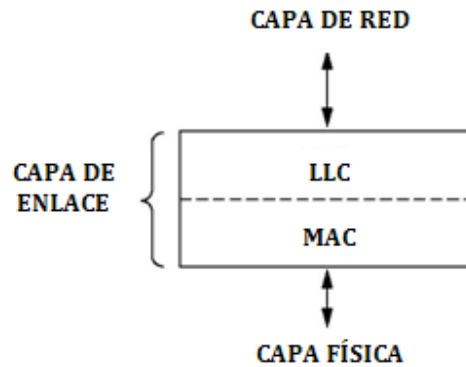 CAPA DE RED
LLC
CAPA DE
ENLACE
MAC
CAPA FÍSICA